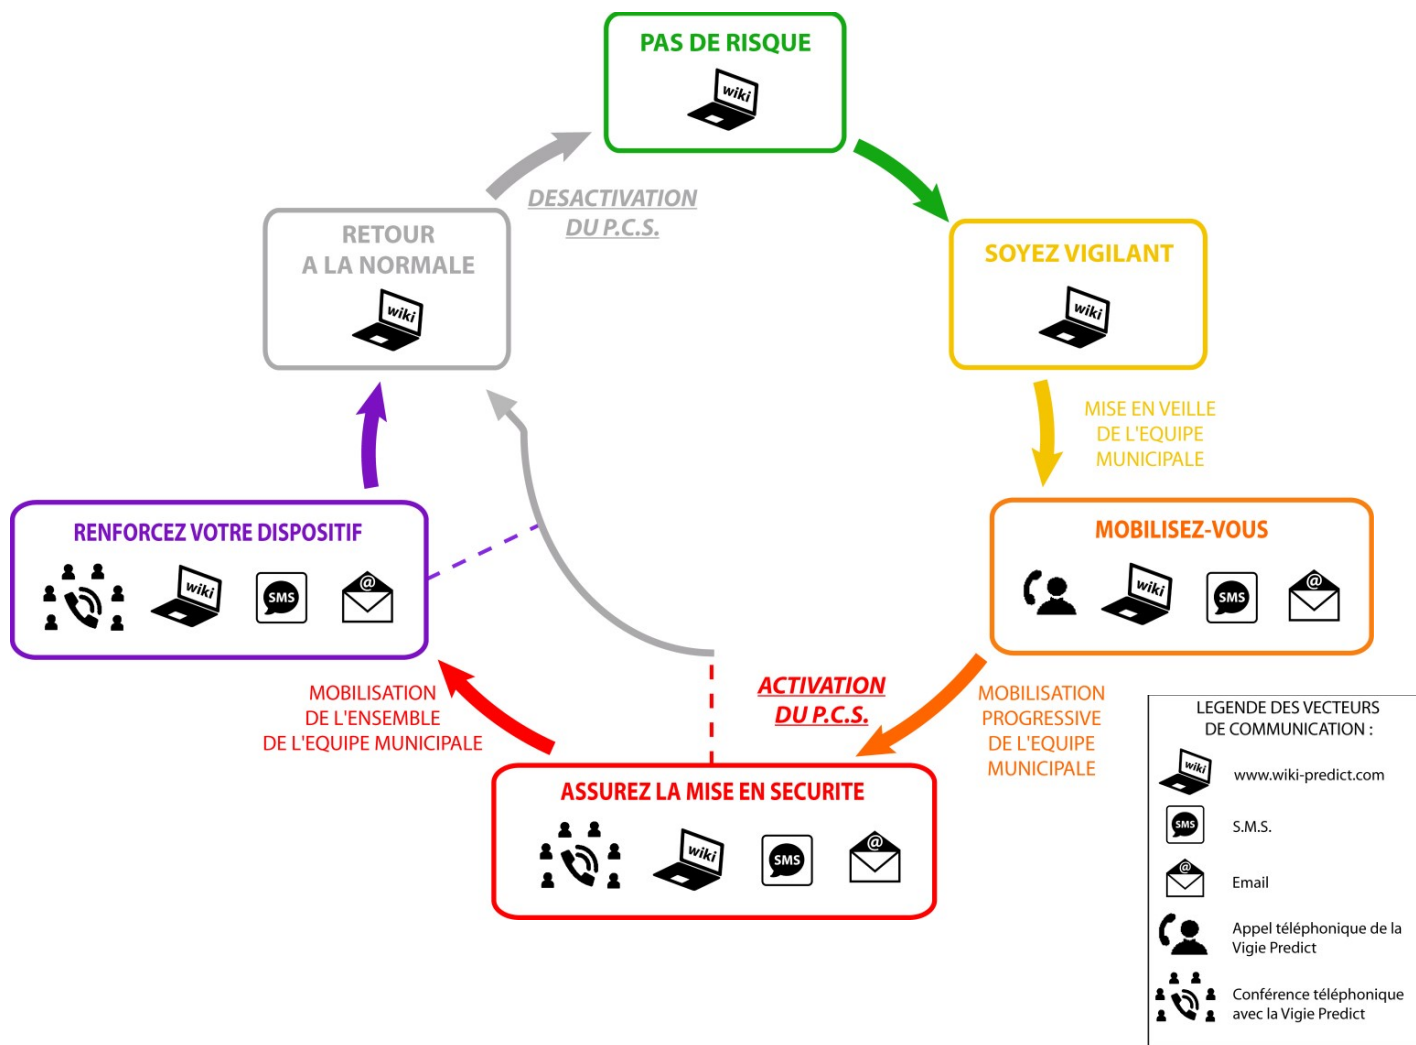 PAS DE RISQUE
wiki
DESACTIVATION
DU P.C.S.
RETOUR
A LA NORMALE
wiki
SOYEZ VIGILANT
wiki
MISE EN VEILLE
DE L'EQUIPE
MUNICIPALE
RENFORCEZ VOTRE DISPOSITIF
wiki
SMS
@
MOBILISEZ-VOUS
wiki
SMS
@
MOBILISATION
DE L'ENSEMBLE
DE L'EQUIPE MUNICIPALE
ACTIVATION
DU P.C.S.
MOBILISATION
PROGRESSIVE
DE L'EQUIPE
MUNICIPALE
ASSUREZ LA MISE EN SECURITE
wiki
SMS
@
LEGENDE DES VECTEURS
DE COMMUNICATION :
wiki
www.wiki-predict.com
SMS
S.M.S.
@
Email
Appel téléphonique de la
Vigie Predict
Conférence téléphonique
avec la Vigie Predict